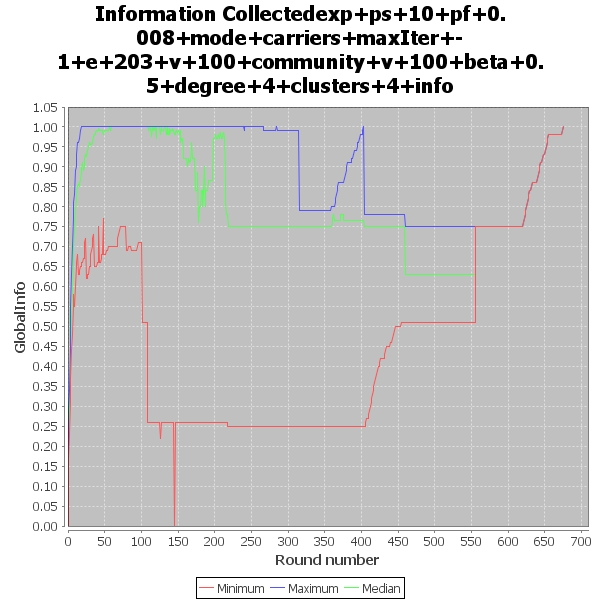 Information Collectedexp+ps+10+pf+0.
008+mode+carriers+maxIter+-
1+e+203+v+100+community+v+100+beta+0.
5+degree+4+clusters+4+info
1.05
1.00
0.95
0.90
0.85
0.80
0.75
0.70
0.65
0.60
0.55
0.50
0.45
0.40
0.35
0.30
0.25
0.20
0.15
0.10
0.05
0.00
GlobalInfo
0 50 100 150 200 250 300 350 400 450 500 550 600 650 700
Round number
Minimum Maximum Median